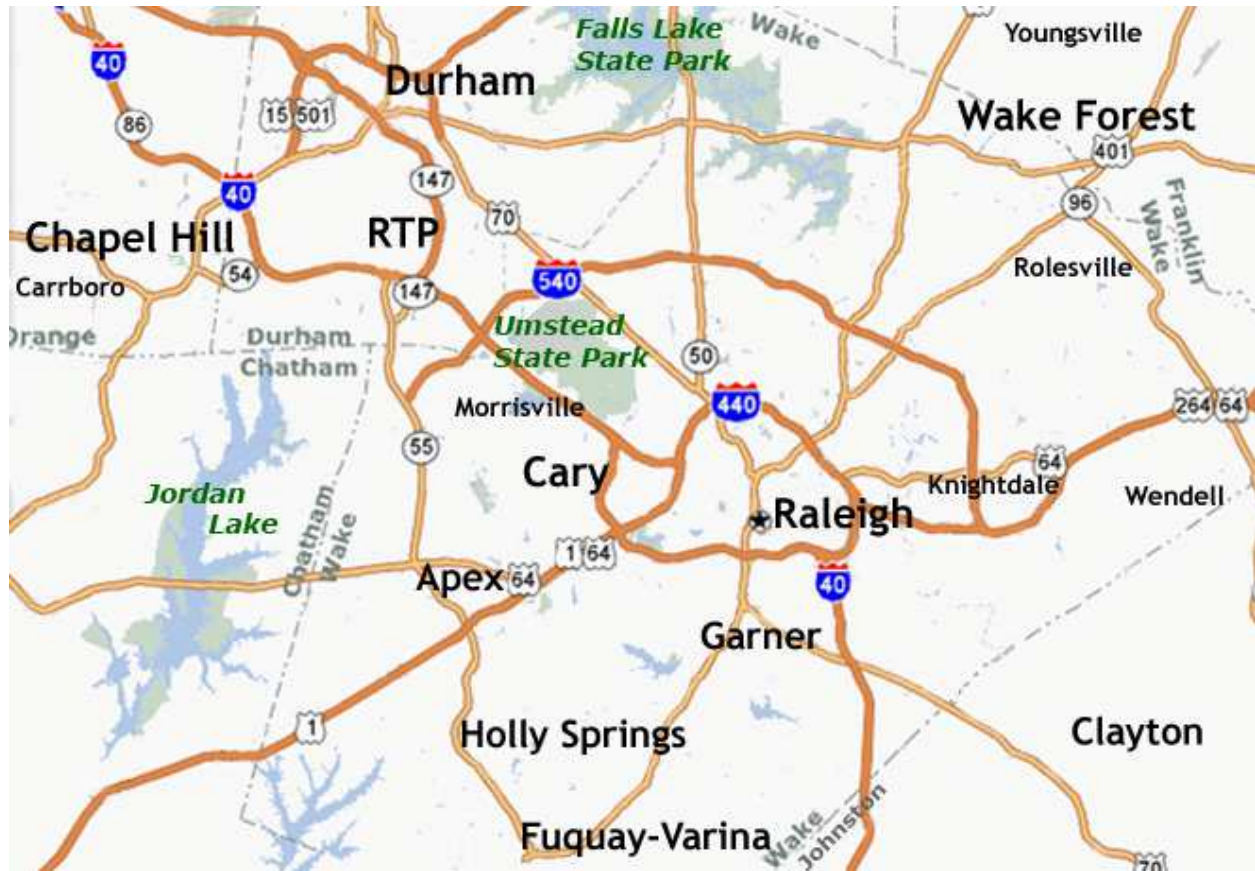 Falls Lake
State Park
Wake
Youngsville
40
Durham
15 501
86
Wake Forest
401
147
40
70
96
Franklin
Wake
Chapel Hill
RTP
54
Carrboro
147
540
Rolesville
Orange
Durham
Chatham
Umstead
State Park
50
Morrisville
440
264 64
55
Cary
64
Knightdale
Wendell
Jordan
Lake
Chatham
Wake
Raleigh
1 64
Apex
64
40
Garner
1
Holly Springs
Clayton
Fuquay-Varina
Wake
Johnston
70